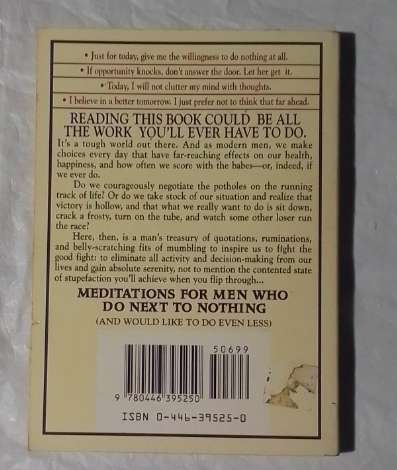 • Just for today, give me the willingness to do nothing at all.
• If opportunity knocks, don't answer the door. Let her get it.
• Today, I will not clutter my mind with thoughts.
• I believe in a better tomorrow. I just prefer not to think that far ahead.
READING THIS BOOK COULD BE ALL
THE WORK YOU'LL EVER HAVE TO DO.
It's a tough world out there. And as modern men, we make
choices every day that have far-reaching effects on our health,
happiness, and how often we score with the babes—or, indeed, if
we ever do.
Do we courageously negotiate the potholes on the running
track of life? Or do we take stock of our situation and realize that
victory is hollow, and that what we really want to do is sit down,
crack a frosty, turn on the tube, and watch some other loser run
the race?
Here, then, is a man's treasury of quotations, ruminations,
and belly-scratching fits of mumbling to inspire us to fight the
good fight: to eliminate all activity and decision-making from our
lives and gain absolute serenity, not to mention the contented state
of stupefaction you'll achieve when you flip through...
MEDITATIONS FOR MEN WHO
DO NEXT TO NOTHING
(AND WOULD LIKE TO DO EVEN LESS)
50699
9 780446 395250
ISBN 0-446-39525-0